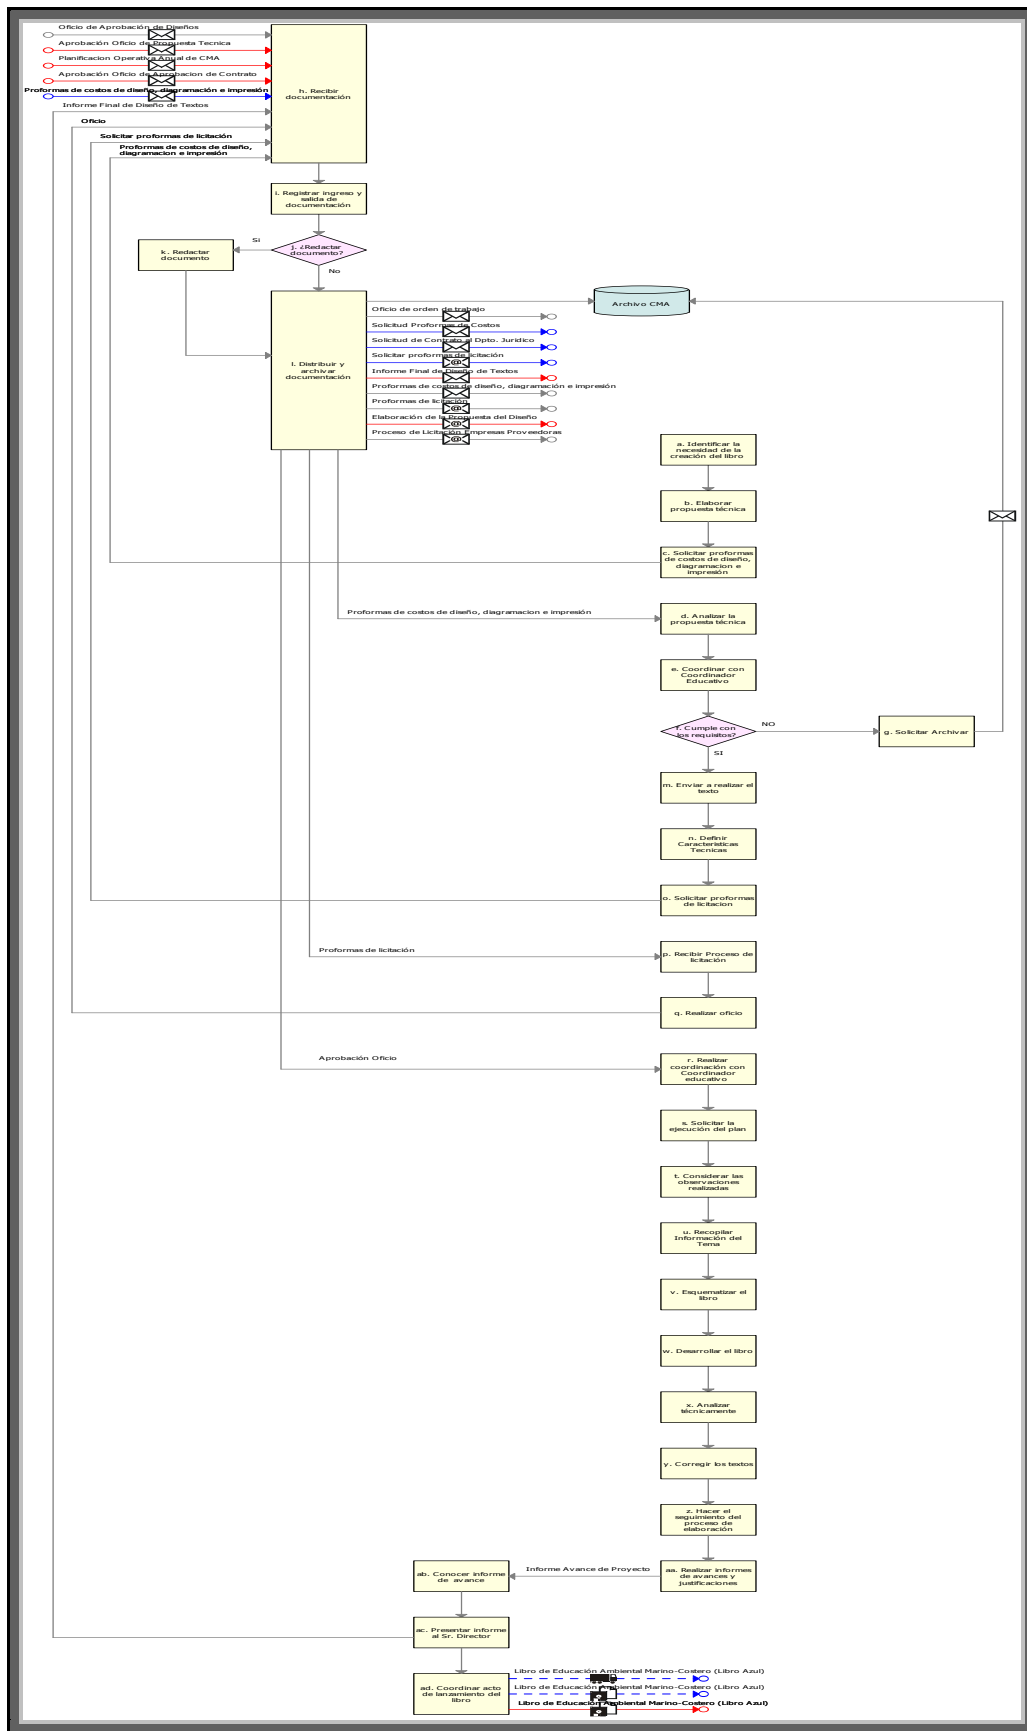 Oficio de Aprobación de Diseños
Aprobación Oficio de Propuesta Tecnica
Planificacion Operativa Anual de CMA
Aprobación Oficio de Aprobacion de Contrato
Proformas de costos de diseño, diagramación e impresión
Informe Final de Diseño de Textos
Oficio
Solicitar proformas de licitación
Proformas de costos de diseño,
diagramacion e impresión
h. Recibir
documentación
i. Registrar ingreso y
salida de
documentación
j. ¿Redactar
documento?
Si
No
k. Redactar
documento
l. Distribuir y
archivar
documentación
Archivo CMA
Oficio de orden de trabajo
Solicitud Proformas de Costos
Solicitud de Contrato al Dpto. Juridico
Solicitar proformas de licitación
Informe Final de Diseño de Textos
Proformas de costos de diseño, diagramación e impresión
Proformas de licitación
Elaboración de la Propuesta del Diseño
Proceso de Licitación Empresas Proveedoras
a. Identificar la
necesidad de la
creación del libro
b. Elaborar
propuesta técnica
c. Solicitar proformas
de costos de diseño,
diagramacion e
impresión
Proformas de costos de diseño, diagramacion e impresión
d. Analizar la
propuesta técnica
e. Coordinar con
Coordinador
Educativo
f. Cumple con
los requisitos?
NO
SI
g. Solicitar Archivar
m. Enviar a realizar el
texto
n. Definir
Caracteristicas
Tecnicas
o. Solicitar proformas
de licitacion
Proformas de licitación
p. Recibir Proceso de
licitación
q. Realizar oficio
Aprobación Oficio
r. Realizar
coordinación con
Coordinador
educativo
s. Solicitar la
ejecución del plan
t. Considerar las
observaciones
realizadas
u. Recopilar
Información del
Tema
v. Esquematizar el
libro
w. Desarrollar el libro
x. Analizar
técnicamente
y. Corregir los textos
z. Hacer el
seguimiento del
proceso de
elaboración
aa. Realizar informes
de avances y
justificaciones
Informe Avance de Proyecto
ab. Conocer informe
de avance
ac. Presentar informe
al Sr. Director
ad. Coordinar acto
de lanzamiento del
libro
Libro de Educación Ambiental Marino-Costero (Libro Azul)
Libro de Educación Ambiental Marino-Costero (Libro Azul)
Libro de Educación Ambiental Marino-Costero (Libro Azul)